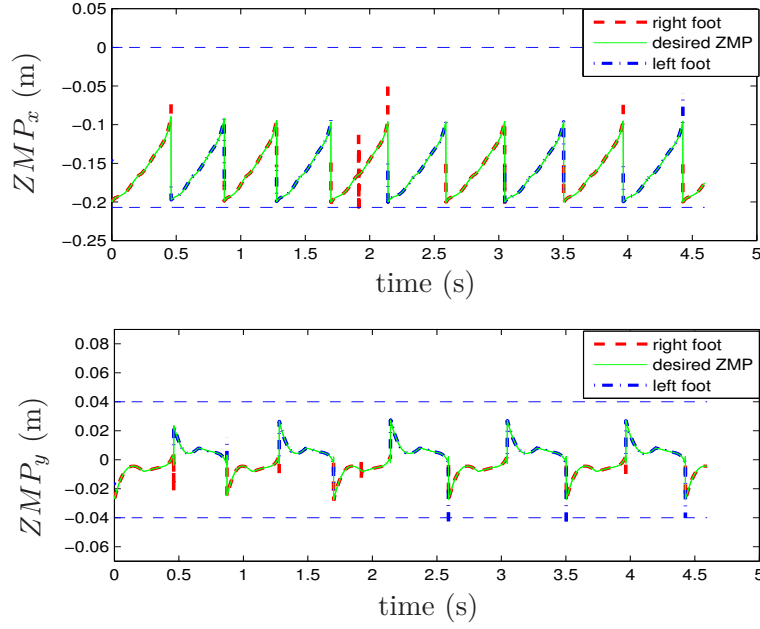 0.05
0
−0.05
−0.1
−0.15
−0.2
−0.25
ZMP_x (m)
right foot
desired ZMP
left foot
0 0.5 1 1.5 2 2.5 3 3.5 4 4.5 5
time (s)
0.08
0.06
0.04
0.02
0
−0.02
−0.04
−0.06
ZMP_y (m)
right foot
desired ZMP
left foot
0 0.5 1 1.5 2 2.5 3 3.5 4 4.5 5
time (s)